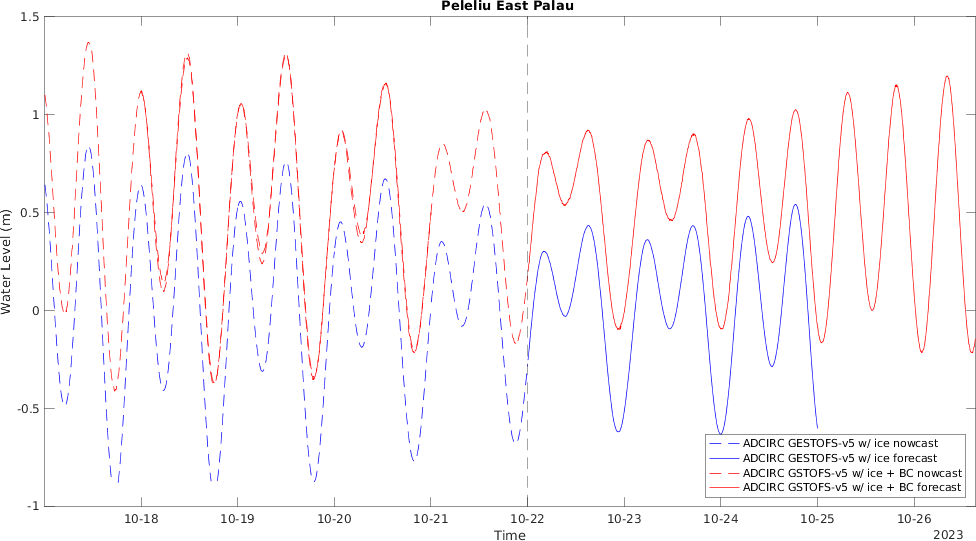 Peleliu East Palau
1.5
1
0.5
0
-0.5
-1
Water Level (m)
10-18 10-19 10-20 10-21 10-22 10-23 10-24 10-25 10-26
Time
2023
ADCIRC GESTOFS-v5 w/ ice nowcast
ADCIRC GESTOFS-v5 w/ ice forecast
ADCIRC GSTOFS-v5 w/ ice + BC nowcast
ADCIRC GSTOFS-v5 w/ ice + BC forecast